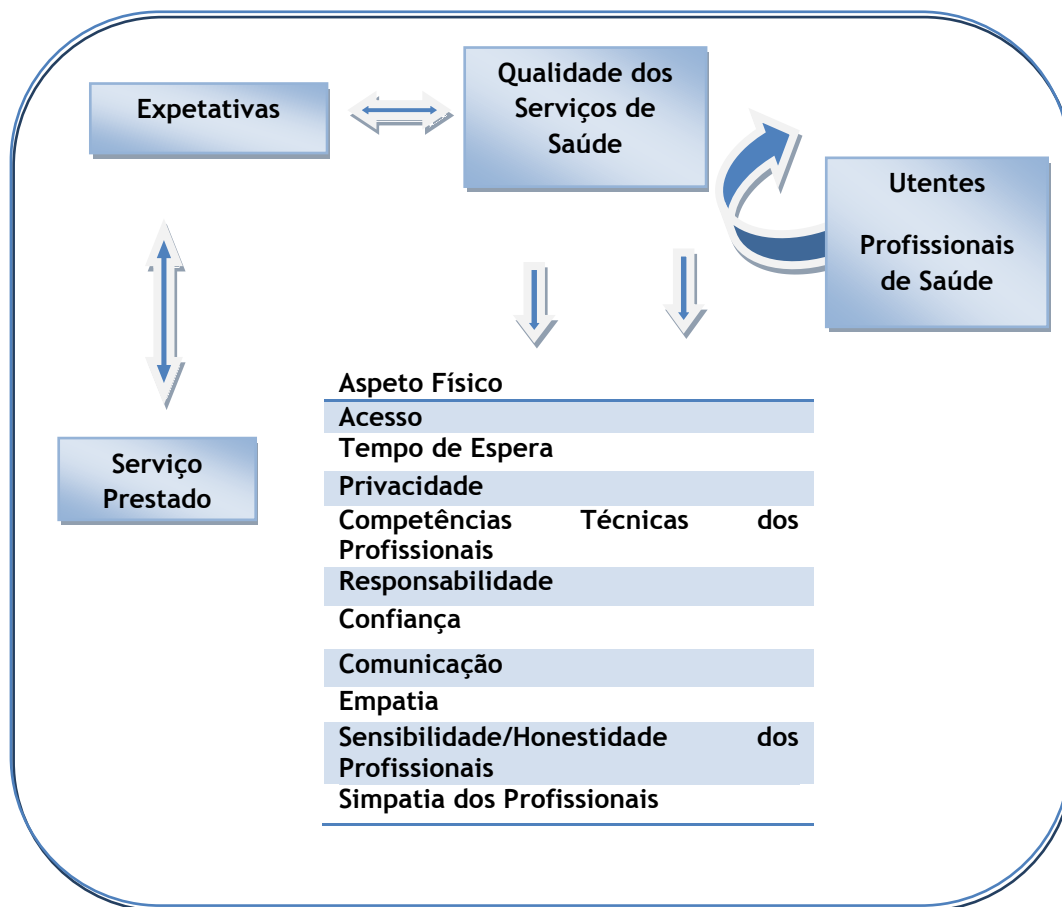 Expetativas
Qualidade dos
Serviços de
Saúde
Utentes
Profissionais
de Saúde
Serviço
Prestado
Aspeto Físico
Acesso
Tempo de Espera
Privacidade
Competências Técnicas dos
Profissionais
Responsabilidade
Confiança
Comunicação
Empatia
Sensibilidade/Honestidade dos
Profissionais
Simpatia dos Profissionais